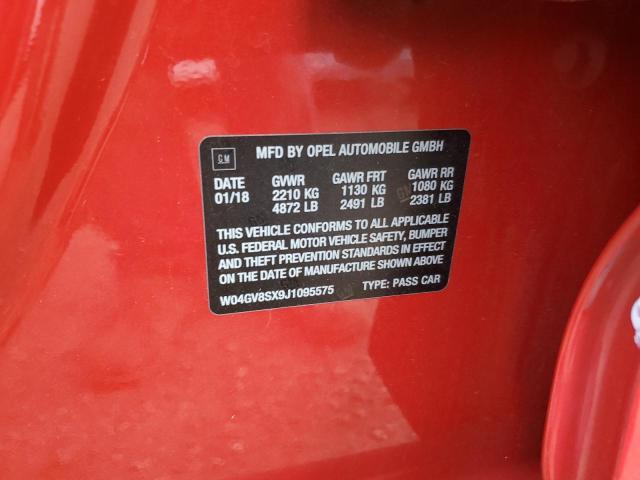 GM
MFD BY OPEL AUTOMOBILE GMBH
DATE GVWR GAWR FRT GAWR RR
01/18 2210 KG 1130 KG 1080 KG
4872 LB 2491 LB 2381 LB
THIS VEHICLE CONFORMS TO ALL APPLICABLE
U.S. FEDERAL MOTOR VEHICLE SAFETY, BUMPER
AND THEFT PREVENTION STANDARDS IN EFFECT
ON THE DATE OF MANUFACTURE SHOWN ABOVE
W04GV8SX9J1095575 TYPE: PASS CAR